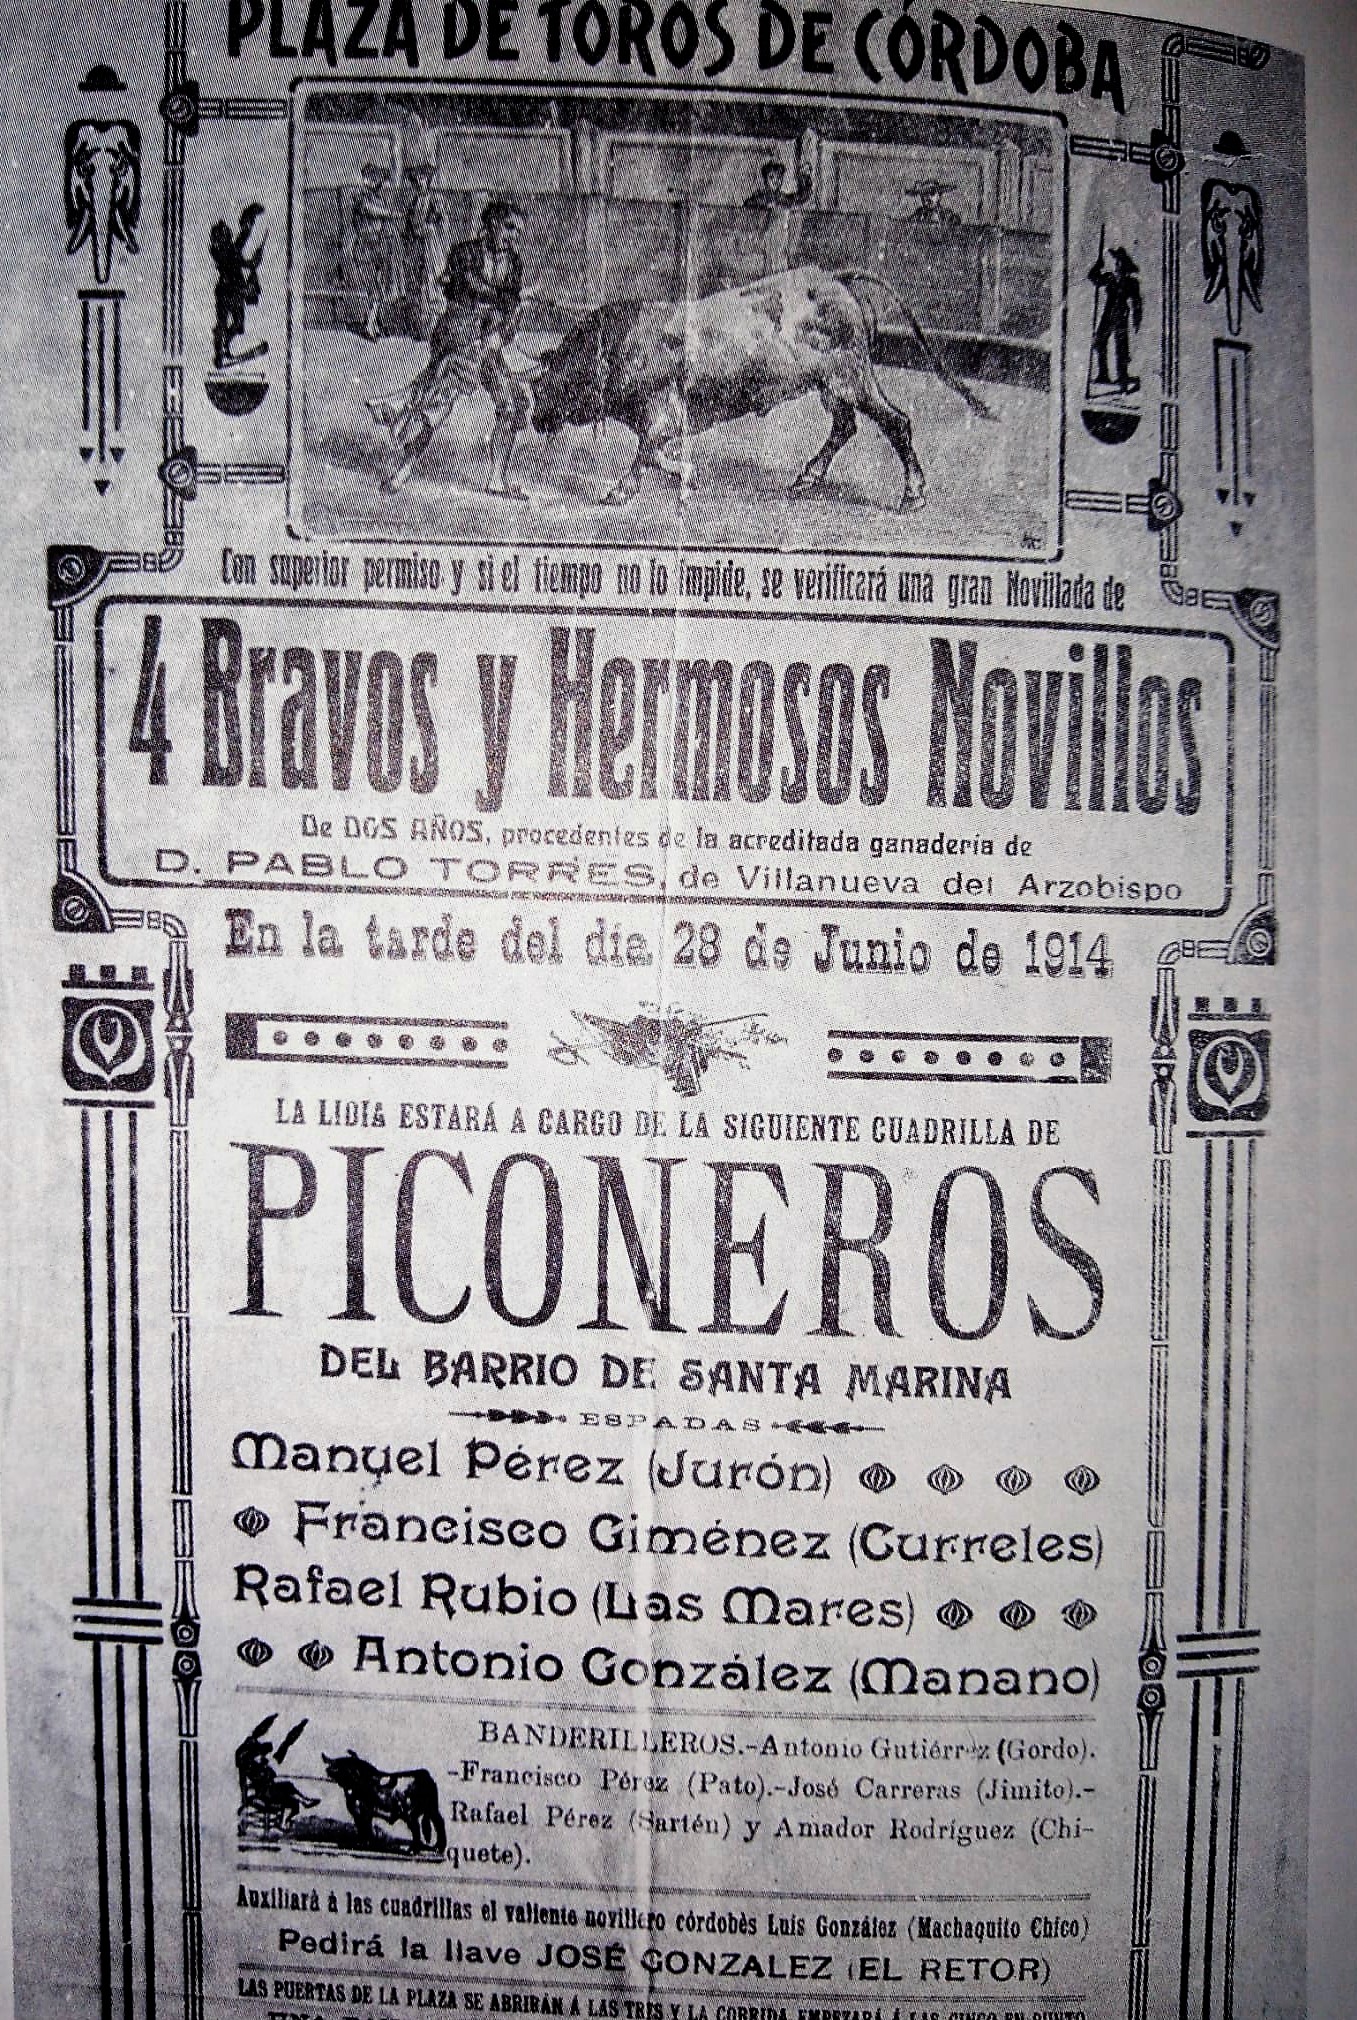 PLAZA DE TOROS DE CÓRDOBA
Con superior permiso y si el tiempo no lo impide, se verificará una gran Novillada de
4 Bravos y Hermosos Novillos
De DOS AÑOS, procedentes de la acreditada ganadería de
D. PABLO TORRES, de Villanueva del Arzobispo
En la tarde del día 28 de Junio de 1914
LA LIDIA ESTARÁ A CARGO DE LA SIGUIENTE CUADRILLA DE
PICONEROS
DEL BARRIO DE SANTA MARINA
ESPADAS
Manuel Pérez (Jurón)
Francisco Giménez (Curreles)
Rafael Rubio (Las Mares)
Antonio González (Manano)
BANDERILLEROS.-Antonio Gutiérrez (Gordo).
-Francisco Pérez (Pato).-José Carreras (Jimito).-
Rafael Pérez (Sartén) y Amador Rodríguez (Chi-
quete).
Auxiliará á las cuadrillas el valiente novillero córdobès Luis González (Machaquito Chico)
Pedirá la llave JOSÉ GONZALEZ (EL RETOR)
LAS PUERTAS DE LA PLAZA SE ABRIRÁN Á LAS TRES Y LA CORRIDA EMPEZARÁ Á LAS CINCO EN PUNTO